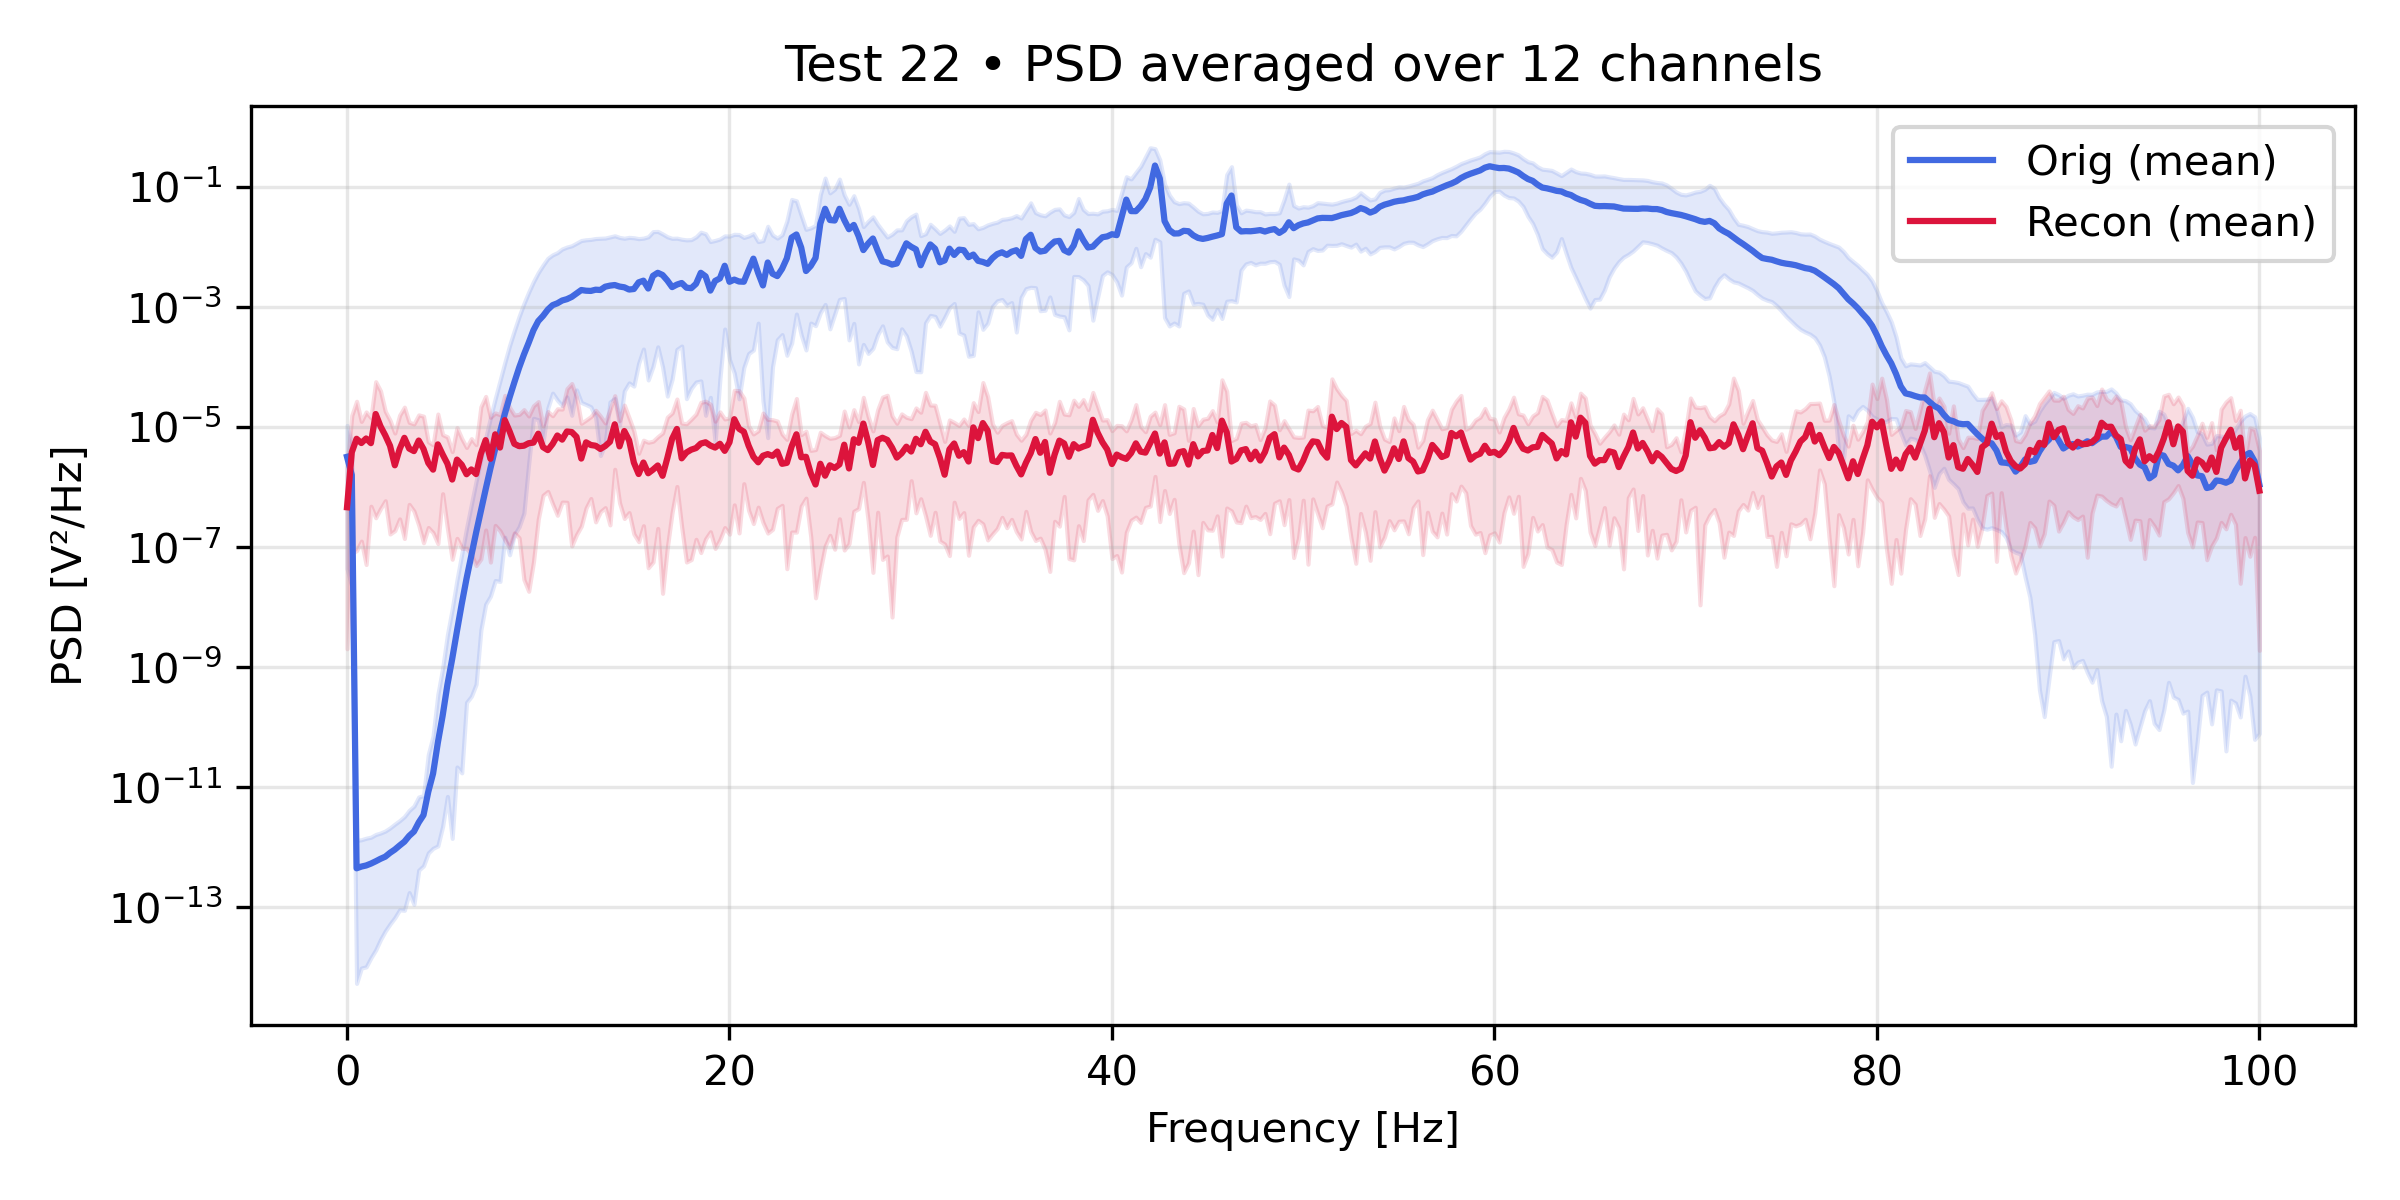 Test 22 • PSD averaged over 12 channels
Orig (mean)
Recon (mean)
PSD [V²/Hz]
10⁻¹
10⁻³
10⁻⁵
10⁻⁷
10⁻⁹
10⁻¹¹
10⁻¹³
0 20 40 60 80 100
Frequency [Hz]